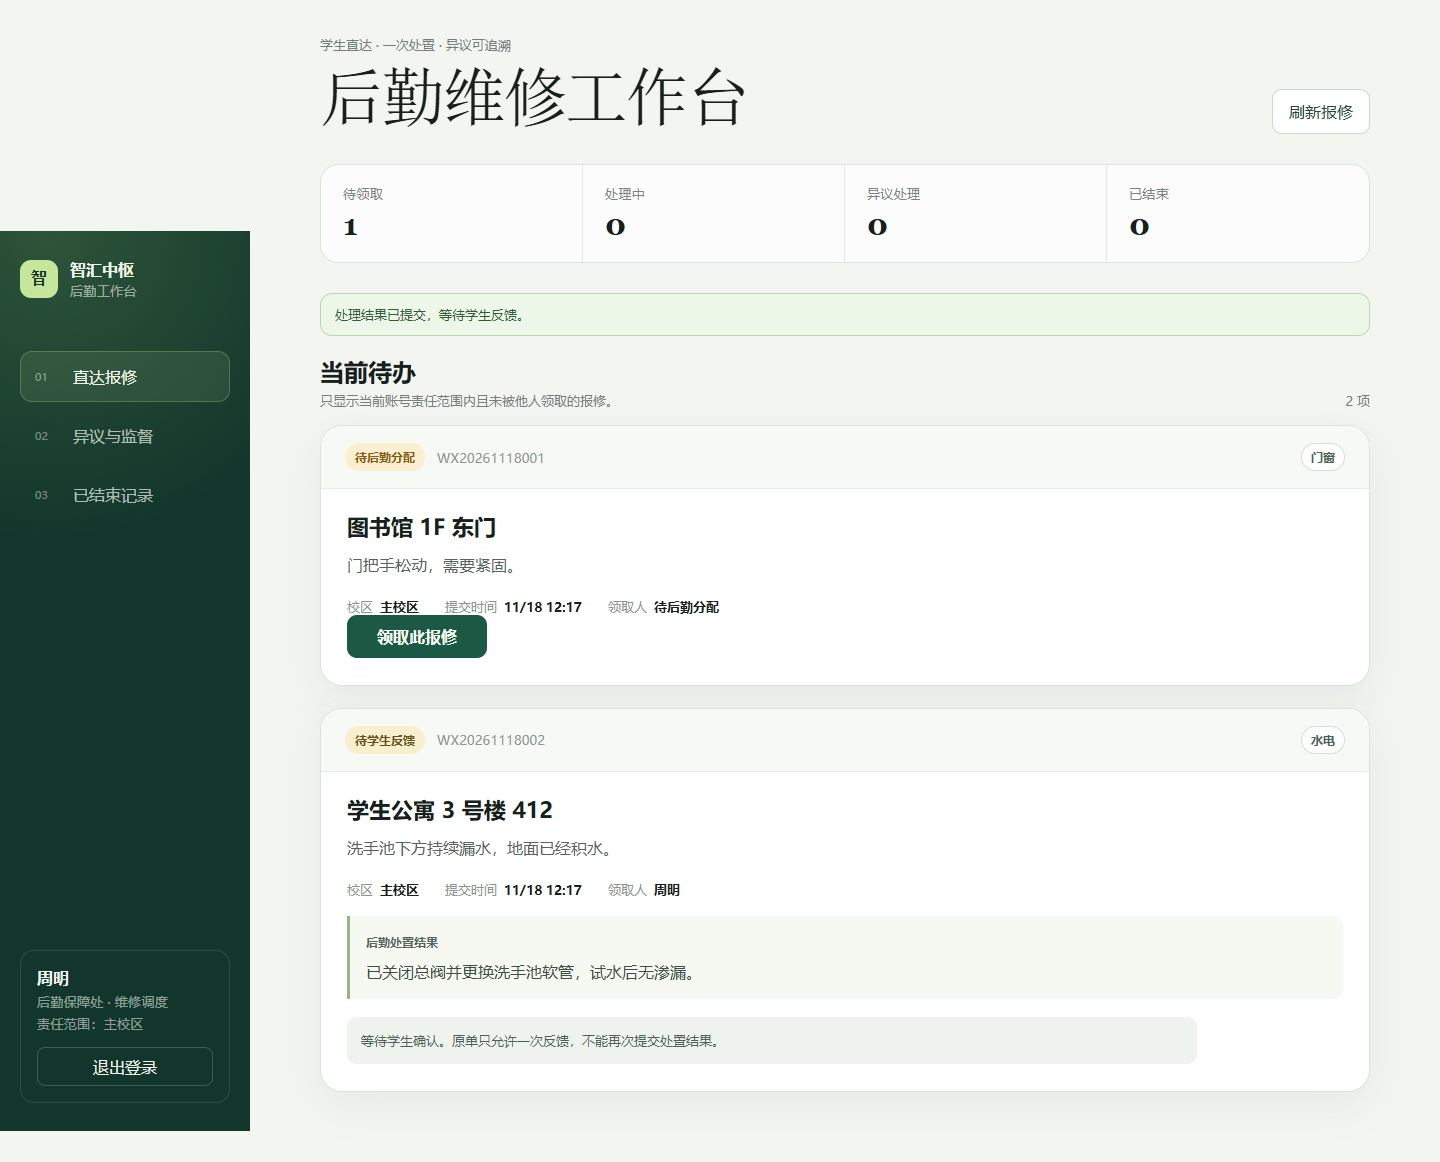 智
智汇中枢
后勤工作台
01 直达报修
02 异议与监督
03 已结束记录
周明
后勤保障处 · 维修调度
责任范围：主校区
退出登录
学生直达 · 一次处置 · 异议可追溯
后勤维修工作台
刷新报修
待领取
1
处理中
0
异议处理
0
已结束
0
处理结果已提交，等待学生反馈。
当前待办
只显示当前账号责任范围内且未被他人领取的报修。
2 项
待后勤分配 WX20261118001
门窗
图书馆 1F 东门
门把手松动，需要紧固。
校区 主校区 提交时间 11/18 12:17 领取人 待后勤分配
领取此报修
待学生反馈 WX20261118002
水电
学生公寓 3 号楼 412
洗手池下方持续漏水，地面已经积水。
校区 主校区 提交时间 11/18 12:17 领取人 周明
后勤处置结果
已关闭总阀并更换洗手池软管，试水后无渗漏。
等待学生确认。原单只允许一次反馈，不能再次提交处置结果。